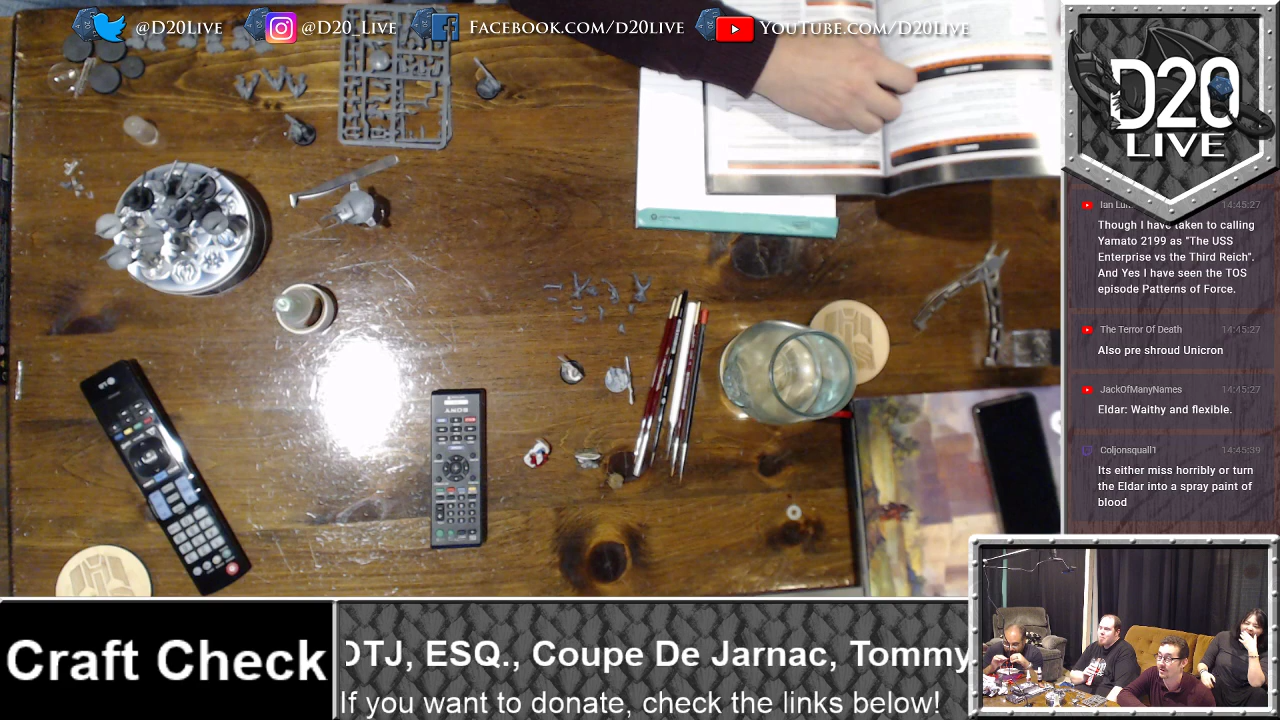 @D20Live
@D20_Live
Facebook.com/D20Live
YouTube.com/D20Live
D20
LIVE
Ian
14:45:27
Though I have taken to calling
Yamato 2199 as "The USS
Enterprise vs the Third Reich".
And Yes I have seen the TOS
episode Patterns of Force.
The Terror Of Death
14:45:27
Also pre shroud Unicron
JackOfManyNames
14:45:27
Eldar: Waithy and flexible.
Coljonsquall1
14:45:39
Its either miss horribly or turn
the Eldar into a spray paint of
blood
LG
SONY
Craft Check
DTJ, ESQ., Coupe De Jarnac, Tommy
If you want to donate, check the links below!